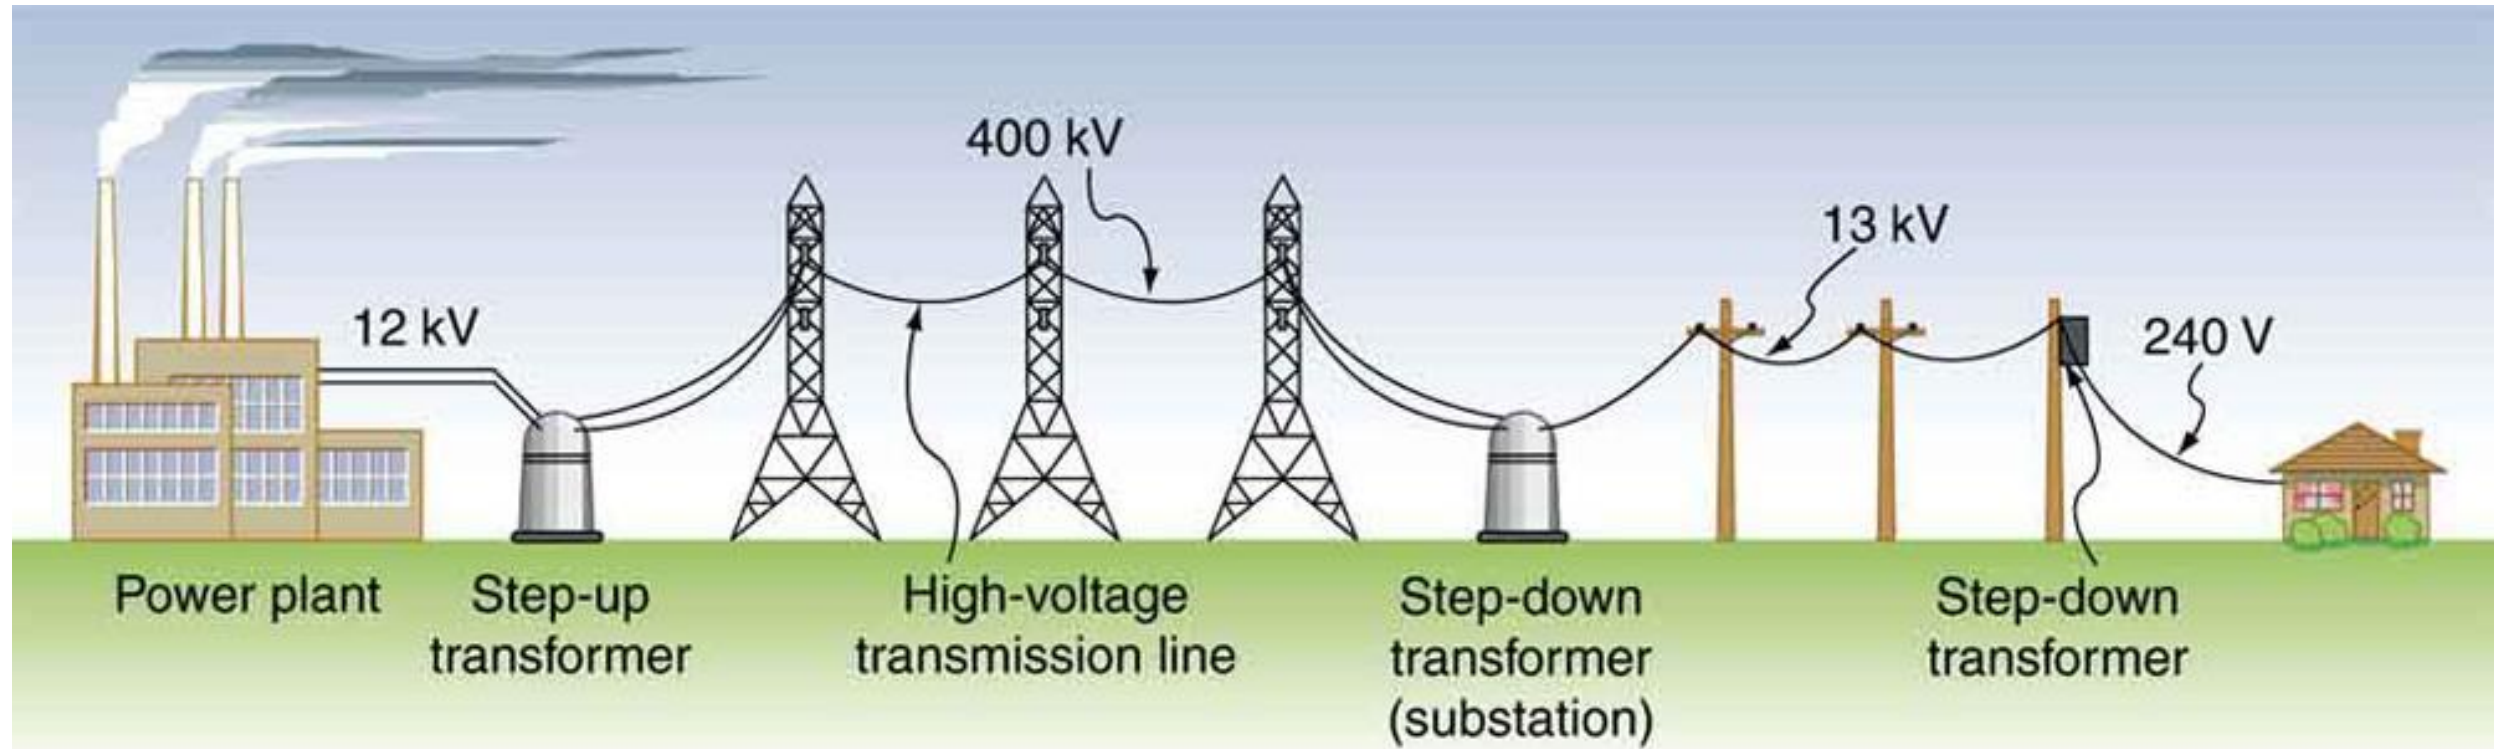 400 kV
13 kV
12 kV
240 V
Power plant
Step-up
transformer
High-voltage
transmission line
Step-down
transformer
(substation)
Step-down
transformer